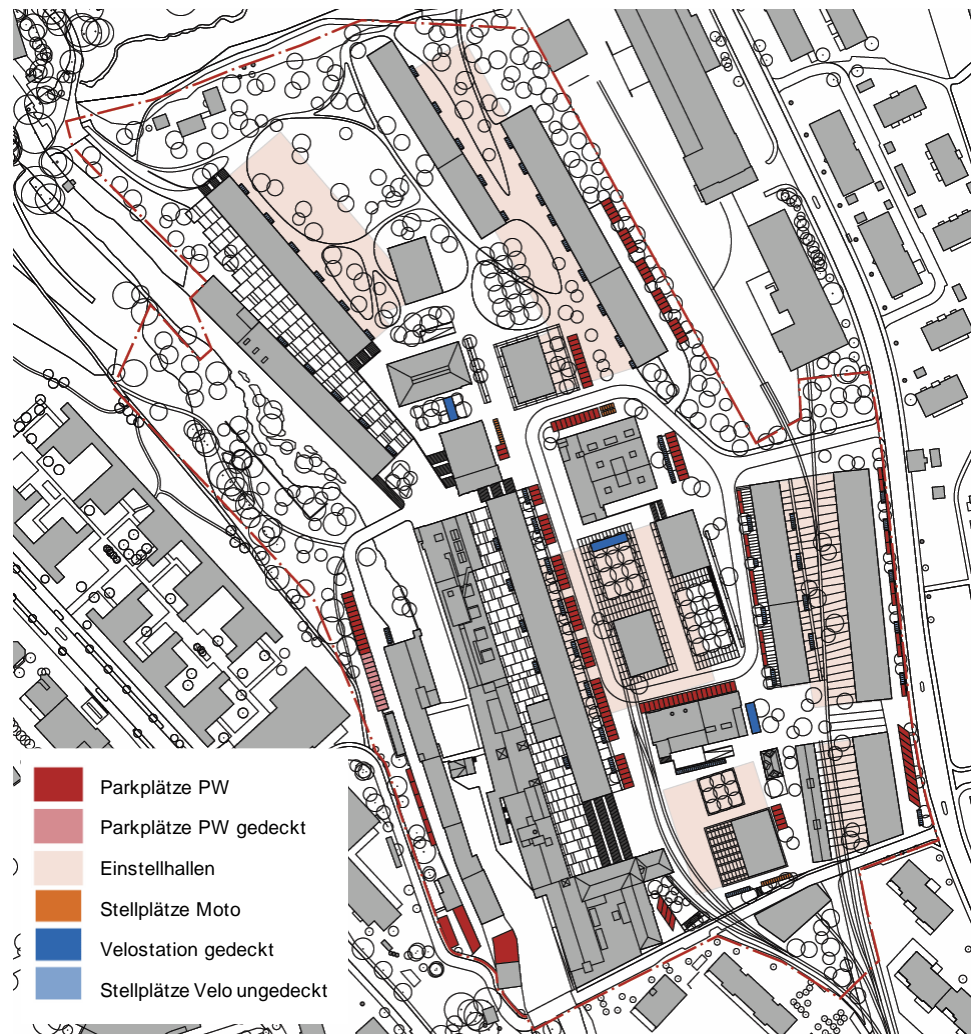 Parkplätze PW
Parkplätze PW gedeckt
Einstellhallen
Stellplätze Moto
Velostation gedeckt
Stellplätze Velo ungedeckt